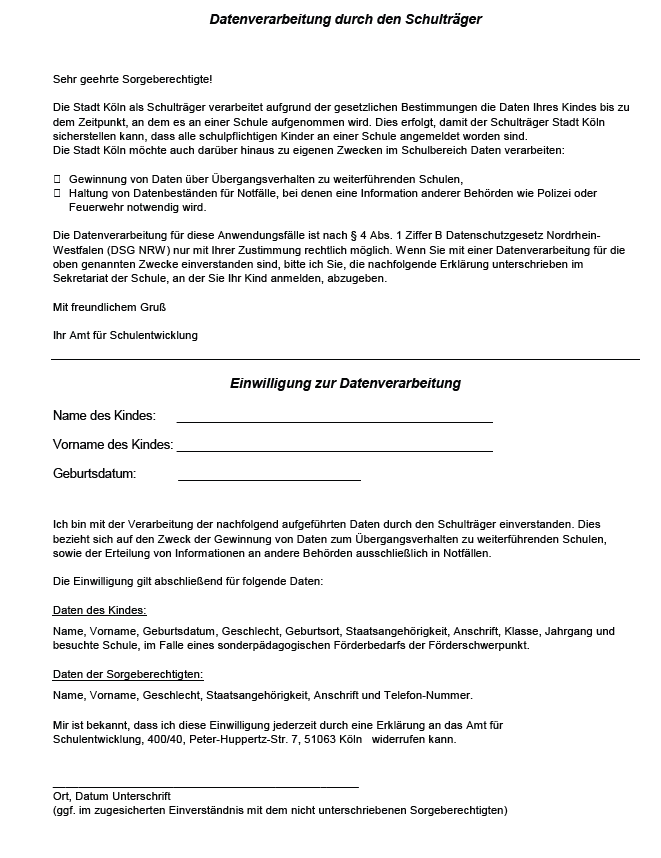 Datenverarbeitung durch den Schulträger
Sehr geehrte Sorgeberechtigte!
Die Stadt Köln als Schulträger verarbeitet aufgrund der gesetzlichen Bestimmungen die Daten Ihres Kindes bis zu
dem Zeitpunkt, an dem es an einer Schule aufgenommen wird. Dies erfolgt, damit der Schulträger Stadt Köln
sicherstellen kann, dass alle schulpflichtigen Kinder an einer Schule angemeldet worden sind.
Die Stadt Köln möchte auch darüber hinaus zu eigenen Zwecken im Schulbereich Daten verarbeiten:
Gewinnung von Daten über Übergangsverhalten zu weiterführenden Schulen,
Haltung von Datenbeständen für Notfälle, bei denen eine Information anderer Behörden wie Polizei oder
Feuerwehr notwendig wird.
Die Datenverarbeitung für diese Anwendungsfälle ist nach § 4 Abs. 1 Ziffer B Datenschutzgesetz Nordrhein-
Westfalen (DSG NRW) nur mit Ihrer Zustimmung rechtlich möglich. Wenn Sie mit einer Datenverarbeitung für die
oben genannten Zwecke einverstanden sind, bitte ich Sie, die nachfolgende Erklärung unterschrieben im
Sekretariat der Schule, an der Sie Ihr Kind anmelden, abzugeben.
Mit freundlichem Gruß
Ihr Amt für Schulentwicklung
Einwilligung zur Datenverarbeitung
Name des Kindes:
Vorname des Kindes:
Geburtsdatum:
Ich bin mit der Verarbeitung der nachfolgend aufgeführten Daten durch den Schulträger einverstanden. Dies
bezieht sich auf den Zweck der Gewinnung von Daten zum Übergangsverhalten zu weiterführenden Schulen,
sowie der Erteilung von Informationen an andere Behörden ausschließlich in Notfällen.
Die Einwilligung gilt abschließend für folgende Daten:
Daten des Kindes:
Name, Vorname, Geburtsdatum, Geschlecht, Geburtsort, Staatsangehörigkeit, Anschrift, Klasse, Jahrgang und
besuchte Schule, im Falle eines sonderpädagogischen Förderbedarfs der Förderschwerpunkt.
Daten der Sorgeberechtigten:
Name, Vorname, Geschlecht, Staatsangehörigkeit, Anschrift und Telefon-Nummer.
Mir ist bekannt, dass ich diese Einwilligung jederzeit durch eine Erklärung an das Amt für
Schulentwicklung, 400/40, Peter-Huppertz-Str. 7, 51063 Köln widerrufen kann.
Ort, Datum Unterschrift
(ggf. im zugesicherten Einverständnis mit dem nicht unterschriebenen Sorgeberechtigten)